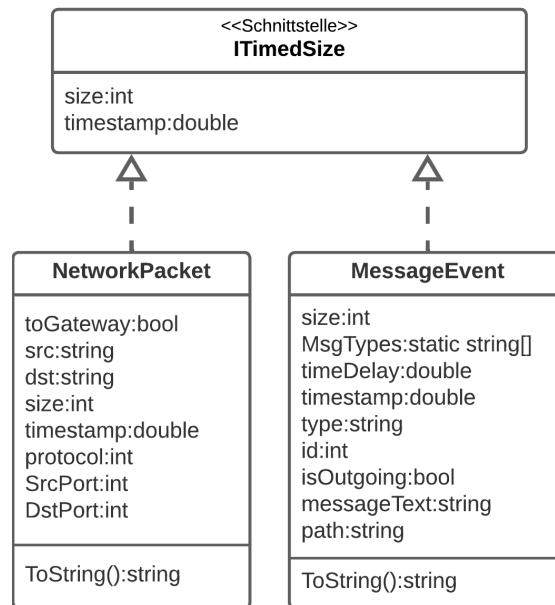 <<Schnittstelle>>
ITimedSize
size:int
timestamp:double
NetworkPacket
toGateway:bool
src:string
dst:string
size:int
timestamp:double
protocol:int
SrcPort:int
DstPort:int
ToString():string
MessageEvent
size:int
MsgTypes:static string[]
timeDelay:double
timestamp:double
type:string
id:int
isOutgoing:bool
messageText:string
path:string
ToString():string